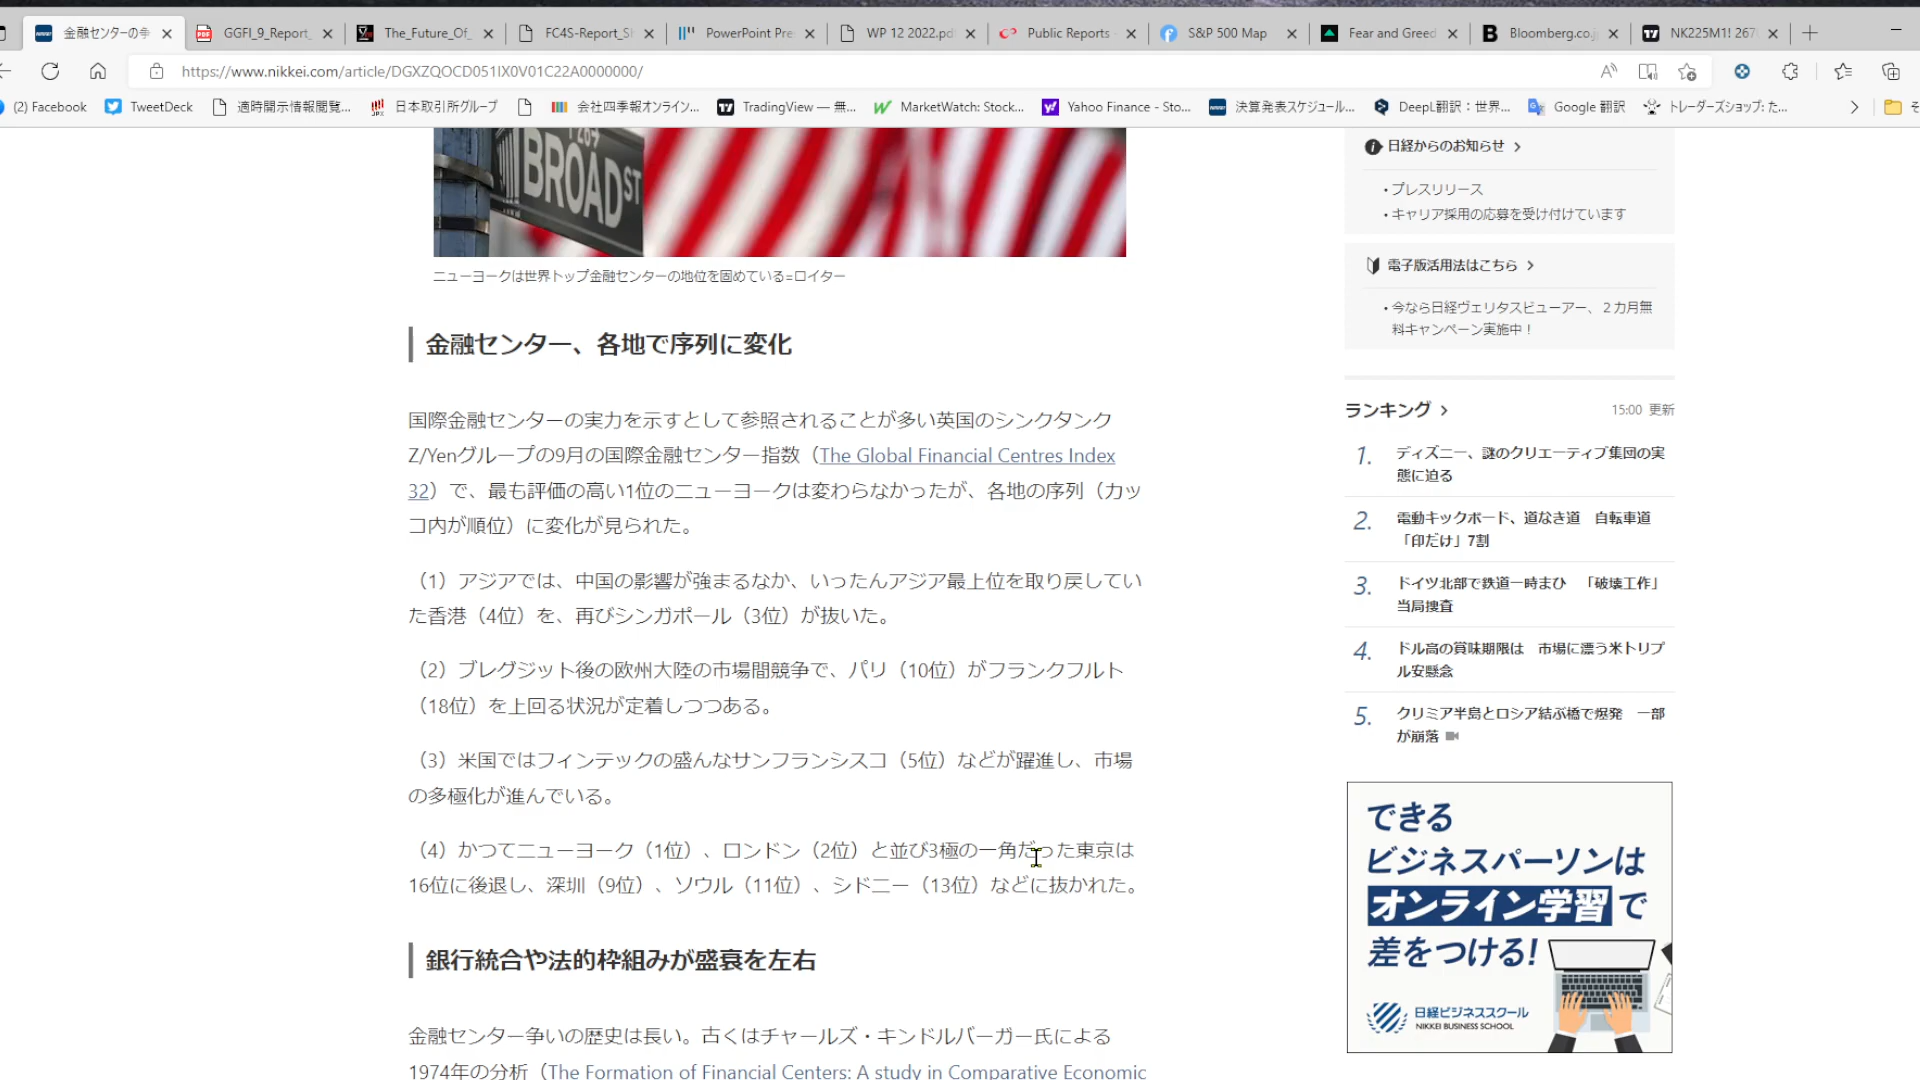 金融センターの争
GGFI_9_Report_
The_Future_Of_
FC4S-Report_S
PowerPoint Pre
WP 12 2022.pd
Public Reports
S&P 500 Map
Fear and Greed
Bloomberg.co.j
NK225M1! 267
https://www.nikkei.com/article/DGXZQOCD051IX0V01C22A0000000/
(2) Facebook
TweetDeck
適時開示情報閲覧...
日本取引所グループ
会社四季報オンライン...
TradingView — 無...
MarketWatch: Stock...
Yahoo Finance - Sto...
決算発表スケジュール...
DeepL翻訳：世界...
Google 翻訳
トレーダーズショップ: た...
そ
BROAD ST
ニューヨークは世界トップ金融センターの地位を固めている=ロイター
金融センター、各地で序列に変化
国際金融センターの実力を示すとして参照されることが多い英国のシンクタンク
Z/Yenグループの9月の国際金融センター指数（The Global Financial Centres Index
32）で、最も評価の高い1位のニューヨークは変わらなかったが、各地の序列（カッ
コ内が順位）に変化が見られた。
（1）アジアでは、中国の影響が強まるなか、いったんアジア最上位を取り戻してい
た香港（4位）を、再びシンガポール（3位）が抜いた。
（2）ブレグジット後の欧州大陸の市場間競争で、パリ（10位）がフランクフルト
（18位）を上回る状況が定着しつつある。
（3）米国ではフィンテックの盛んなサンフランシスコ（5位）などが躍進し、市場
の多極化が進んでいる。
（4）かつてニューヨーク（1位）、ロンドン（2位）と並び3極の一角だった東京は
16位に後退し、深圳（9位）、ソウル（11位）、シドニー（13位）などに抜かれた。
銀行統合や法的枠組みが盛衰を左右
金融センター争いの歴史は長い。古くはチャールズ・キンドルバーガー氏による
1974年の分析（The Formation of Financial Centers: A study in Comparative Economic
日経からのお知らせ
・プレスリリース
・キャリア採用の応募を受け付けています
電子版活用法はこちら
・今なら日経ヴェリタスビューアー、２カ月無
料キャンペーン実施中！
ランキング
15:00 更新
1. ディズニー、謎のクリエーティブ集団の実
態に迫る
2. 電動キックボード、道なき道　自転車道
「印だけ」7割
3. ドイツ北部で鉄道一時まひ　「破壊工作」
当局捜査
4. ドル高の賞味期限は　市場に漂う米トリプ
ル安懸念
5. クリミア半島とロシア結ぶ橋で爆発　一部
が崩落
できる
ビジネスパーソンは
オンライン学習で
差をつける!
日経ビジネススクール
NIKKEI BUSINESS SCHOOL